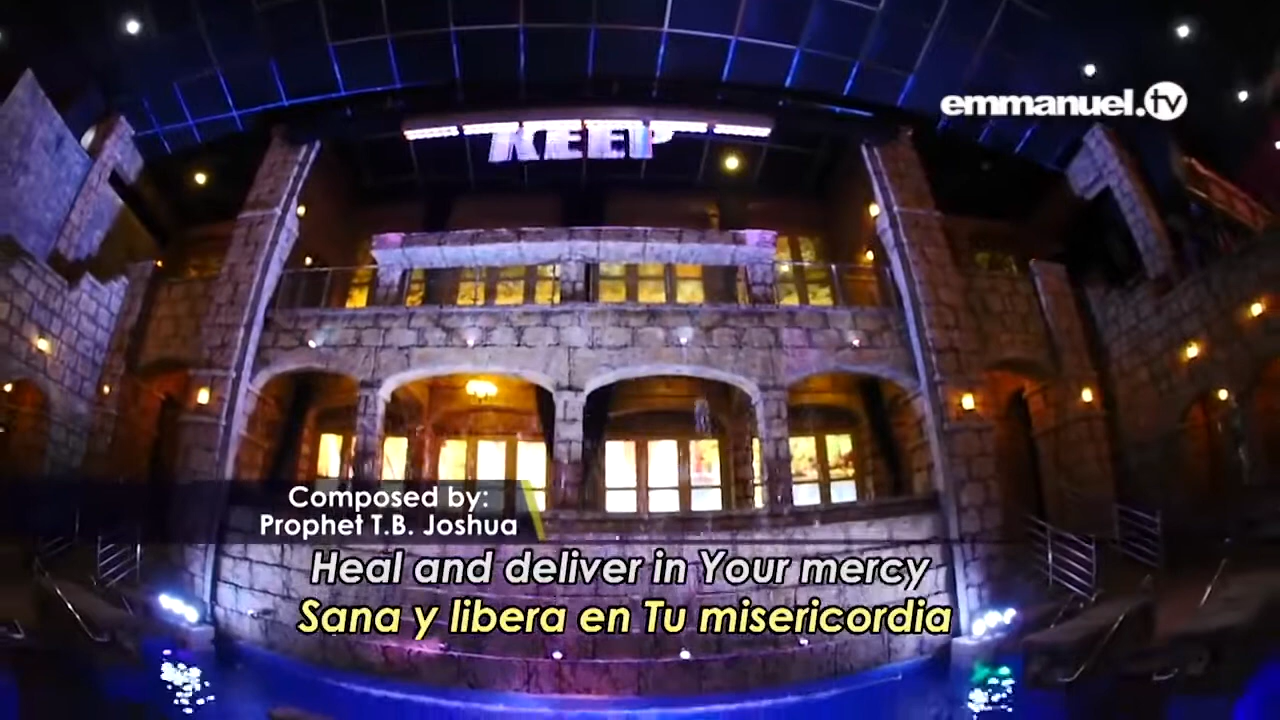 emmanuel.tv
KEEP
Composed by:
Prophet T.B. Joshua
Heal and deliver in Your mercy
Sana y libera en Tu misericordia